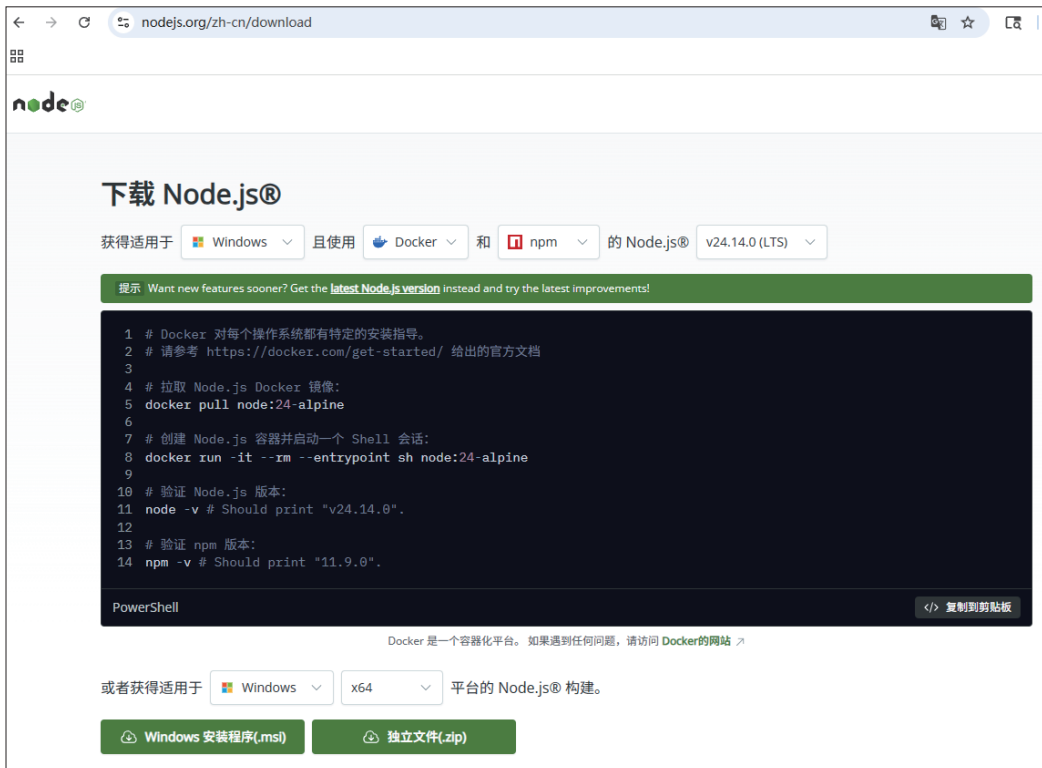 nodejs.org/zh-cn/download
node JS
下载 Node.js®
获得适用于 Windows 且使用 Docker 和 npm 的 Node.js® v24.14.0 (LTS)
提示 Want new features sooner? Get the latest Node.js version instead and try the latest improvements!
1 # Docker 对每个操作系统都有特定的安装指导。
2 # 请参考 https://docker.com/get-started/ 给出的官方文档
3
4 # 拉取 Node.js Docker 镜像:
5 docker pull node:24-alpine
6
7 # 创建 Node.js 容器并启动一个 Shell 会话:
8 docker run -it --rm --entrypoint sh node:24-alpine
9
10 # 验证 Node.js 版本:
11 node -v # Should print "v24.14.0".
12
13 # 验证 npm 版本:
14 npm -v # Should print "11.9.0".
PowerShell </> 复制到剪贴板
Docker 是一个容器化平台。 如果遇到任何问题，请访问 Docker的网站 ↗
或者获得适用于 Windows x64 平台的 Node.js® 构建。
Windows 安装程序(.msi) 独立文件(.zip)